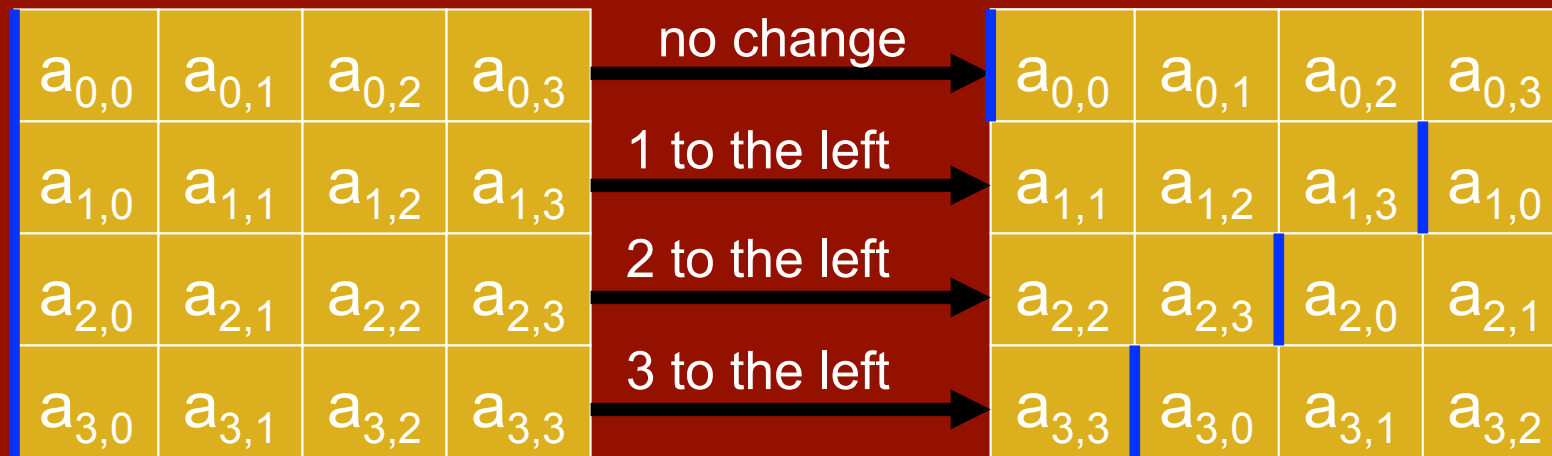 a0,0 a0,1 a0,2 a0,3 no change a0,0 a0,1 a0,2 a0,3
a1,0 a1,1 a1,2 a1,3 1 to the left a1,1 a1,2 a1,3 a1,0
a2,0 a2,1 a2,2 a2,3 2 to the left a2,2 a2,3 a2,0 a2,1
a3,0 a3,1 a3,2 a3,3 3 to the left a3,3 a3,0 a3,1 a3,2